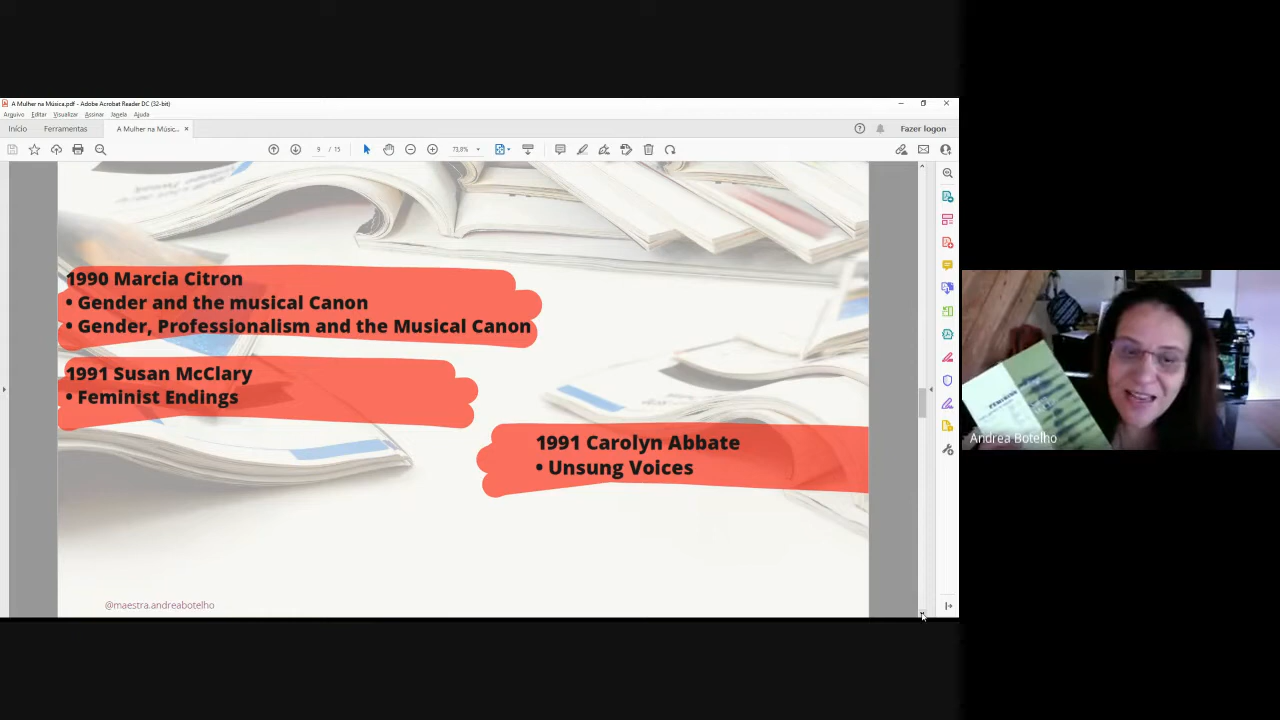 A Mulher na Música.pdf - Adobe Acrobat Reader DC (32-bit)
Arquivo Editar Visualizar Assinar Janela Ajuda
Início Ferramentas A Mulher na Músic... ×
Fazer logon
9 / 15 73,8%
1990 Marcia Citron
• Gender and the musical Canon
• Gender, Professionalism and the Musical Canon
1991 Susan McClary
• Feminist Endings
1991 Carolyn Abbate
• Unsung Voices
@maestra.andreabotelho
Andrea Botelho